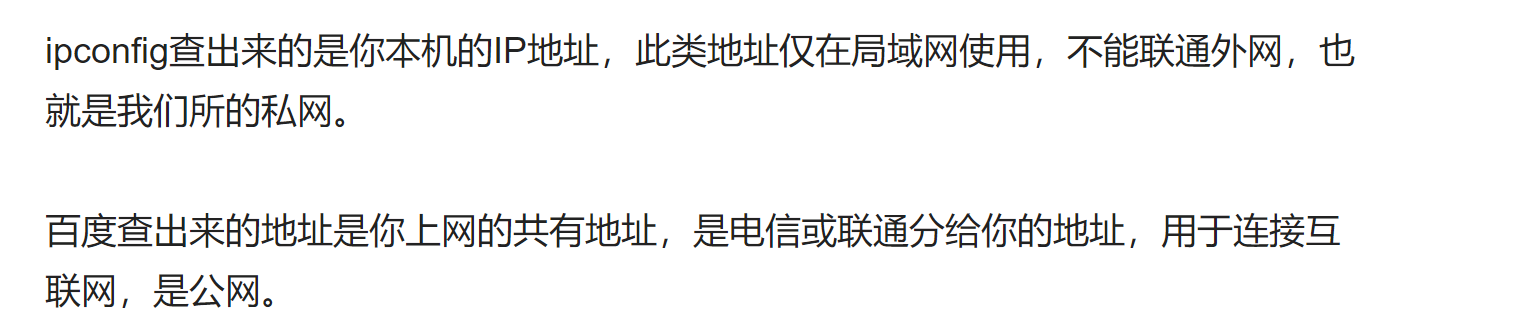 ipconfig查出来的是你本机的IP地址，此类地址仅在局域网使用，不能联通外网，也
就是我们所的私网。
百度查出来的地址是你上网的共有地址，是电信或联通分给你的地址，用于连接互
联网，是公网。